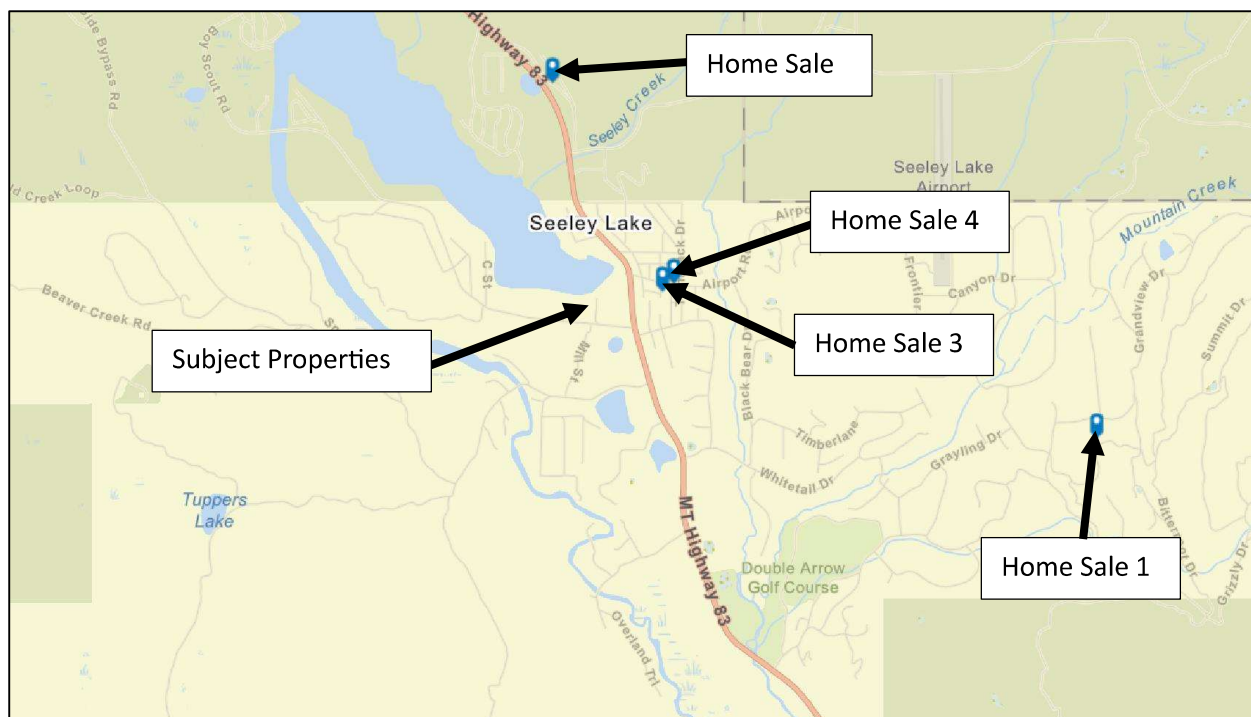 Highway 83
Home Sale
Boy Scout Rd
Bypass Rd
Seeley Creek
Seeley Lake
Airport
Creek Loop
Mountain Creek
Seeley Lake
Home Sale 4
C St
Airport Rd
Frontier
Canyon Dr
Grandview Dr
Summit Dr
Beaver Creek Rd
Subject Properties
Mill St
Home Sale 3
Black Bear D
Timberlane
Grayling Dr
Whitetail Dr
Tuppers
Lake
MT Highway 83
Home Sale 1
Bitterroot Dr
Grizzly Dr
Double Arrow
Golf Course
Overland Trl